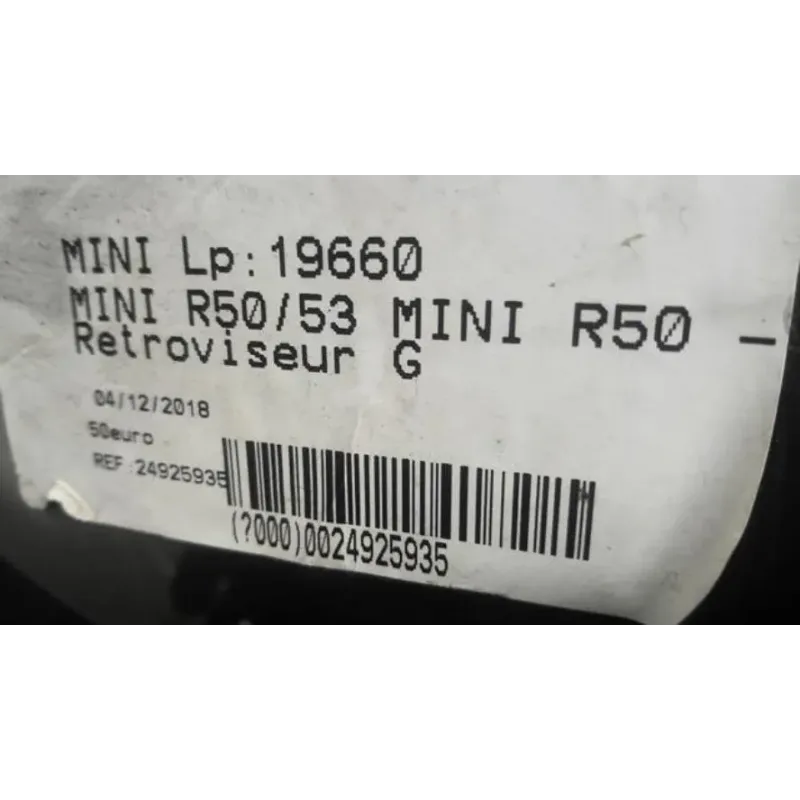 MINI Lp:19660
MINI R50/53 MINI R50 -
Retroviseur G
04/12/2018
50euro
REF:24925935
(?000)0024925935